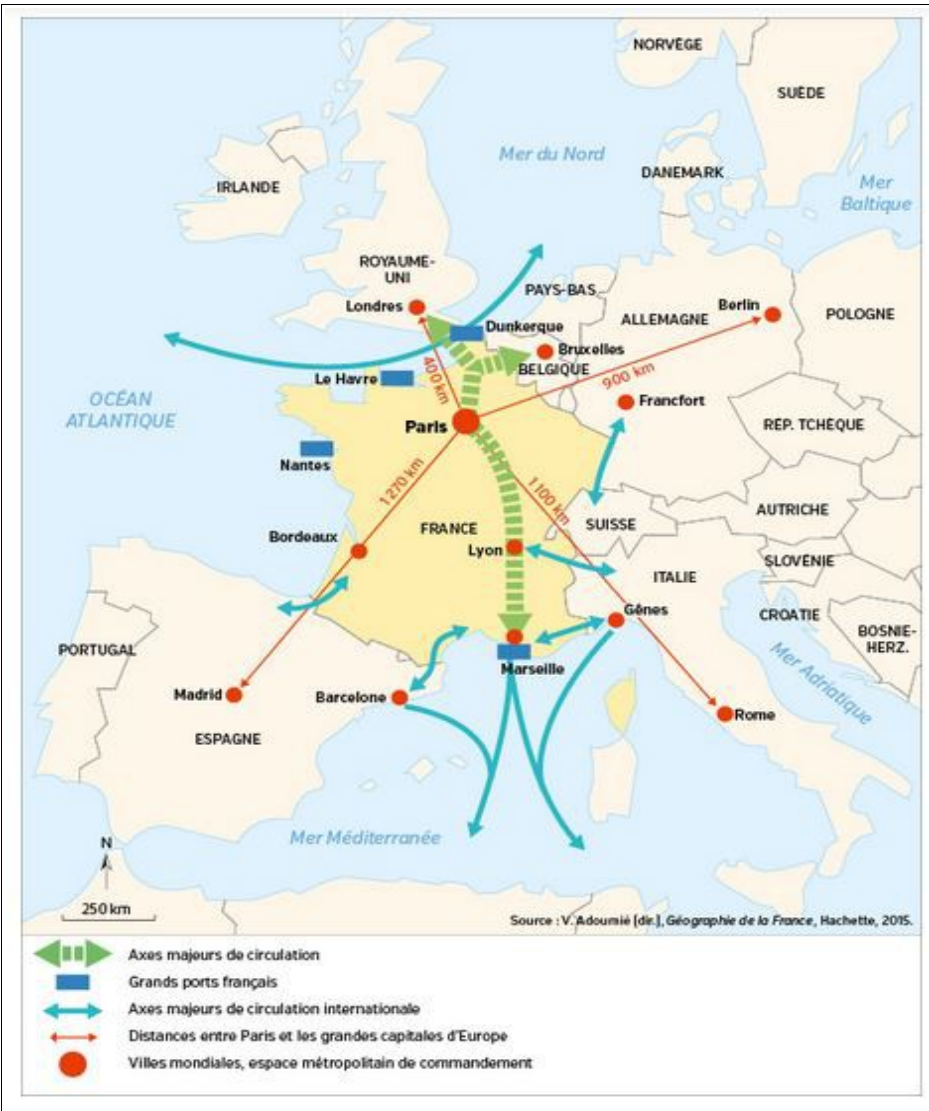 NORVÈGE
SUÈDE
Mer du Nord
DANEMARK
Mer
Baltique
IRLANDE
ROYAUME-
UNI
PAYS-BAS
Londres
Dunkerque
ALLEMAGNE
Berlin
POLOGNE
Bruxelles
BELGIQUE
Le Havre
400 km
900 km
OCÉAN
ATLANTIQUE
Francfort
Paris
RÉP. TCHÈQUE
Nantes
1 270 km
1 100 km
AUTRICHE
FRANCE
SUISSE
Bordeaux
Lyon
SLOVÉNIE
ITALIE
Gênes
CROATIE
BOSNIE-
HERZ.
PORTUGAL
Marseille
Mer Adriatique
Madrid
Barcelone
Rome
ESPAGNE
Mer Méditerranée
N
250 km
Source : V. Adoumié [dir.], Géographie de la France, Hachette, 2015.
Axes majeurs de circulation
Grands ports français
Axes majeurs de circulation internationale
Distances entre Paris et les grandes capitales d'Europe
Villes mondiales, espace métropolitain de commandement